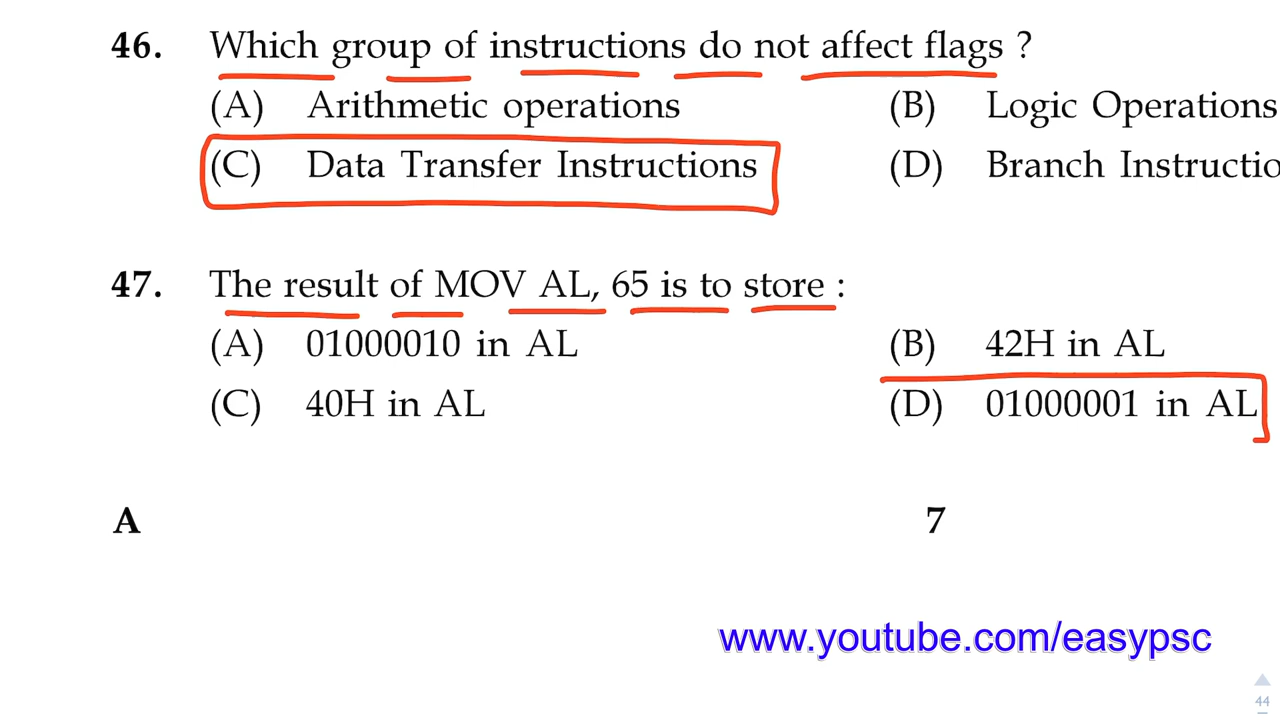 46. Which group of instructions do not affect flags ?
(A) Arithmetic operations (B) Logic Operations
(C) Data Transfer Instructions (D) Branch Instructio
47. The result of MOV AL, 65 is to store :
(A) 01000010 in AL (B) 42H in AL
(C) 40H in AL (D) 01000001 in AL
A 7
www.youtube.com/easypsc
44